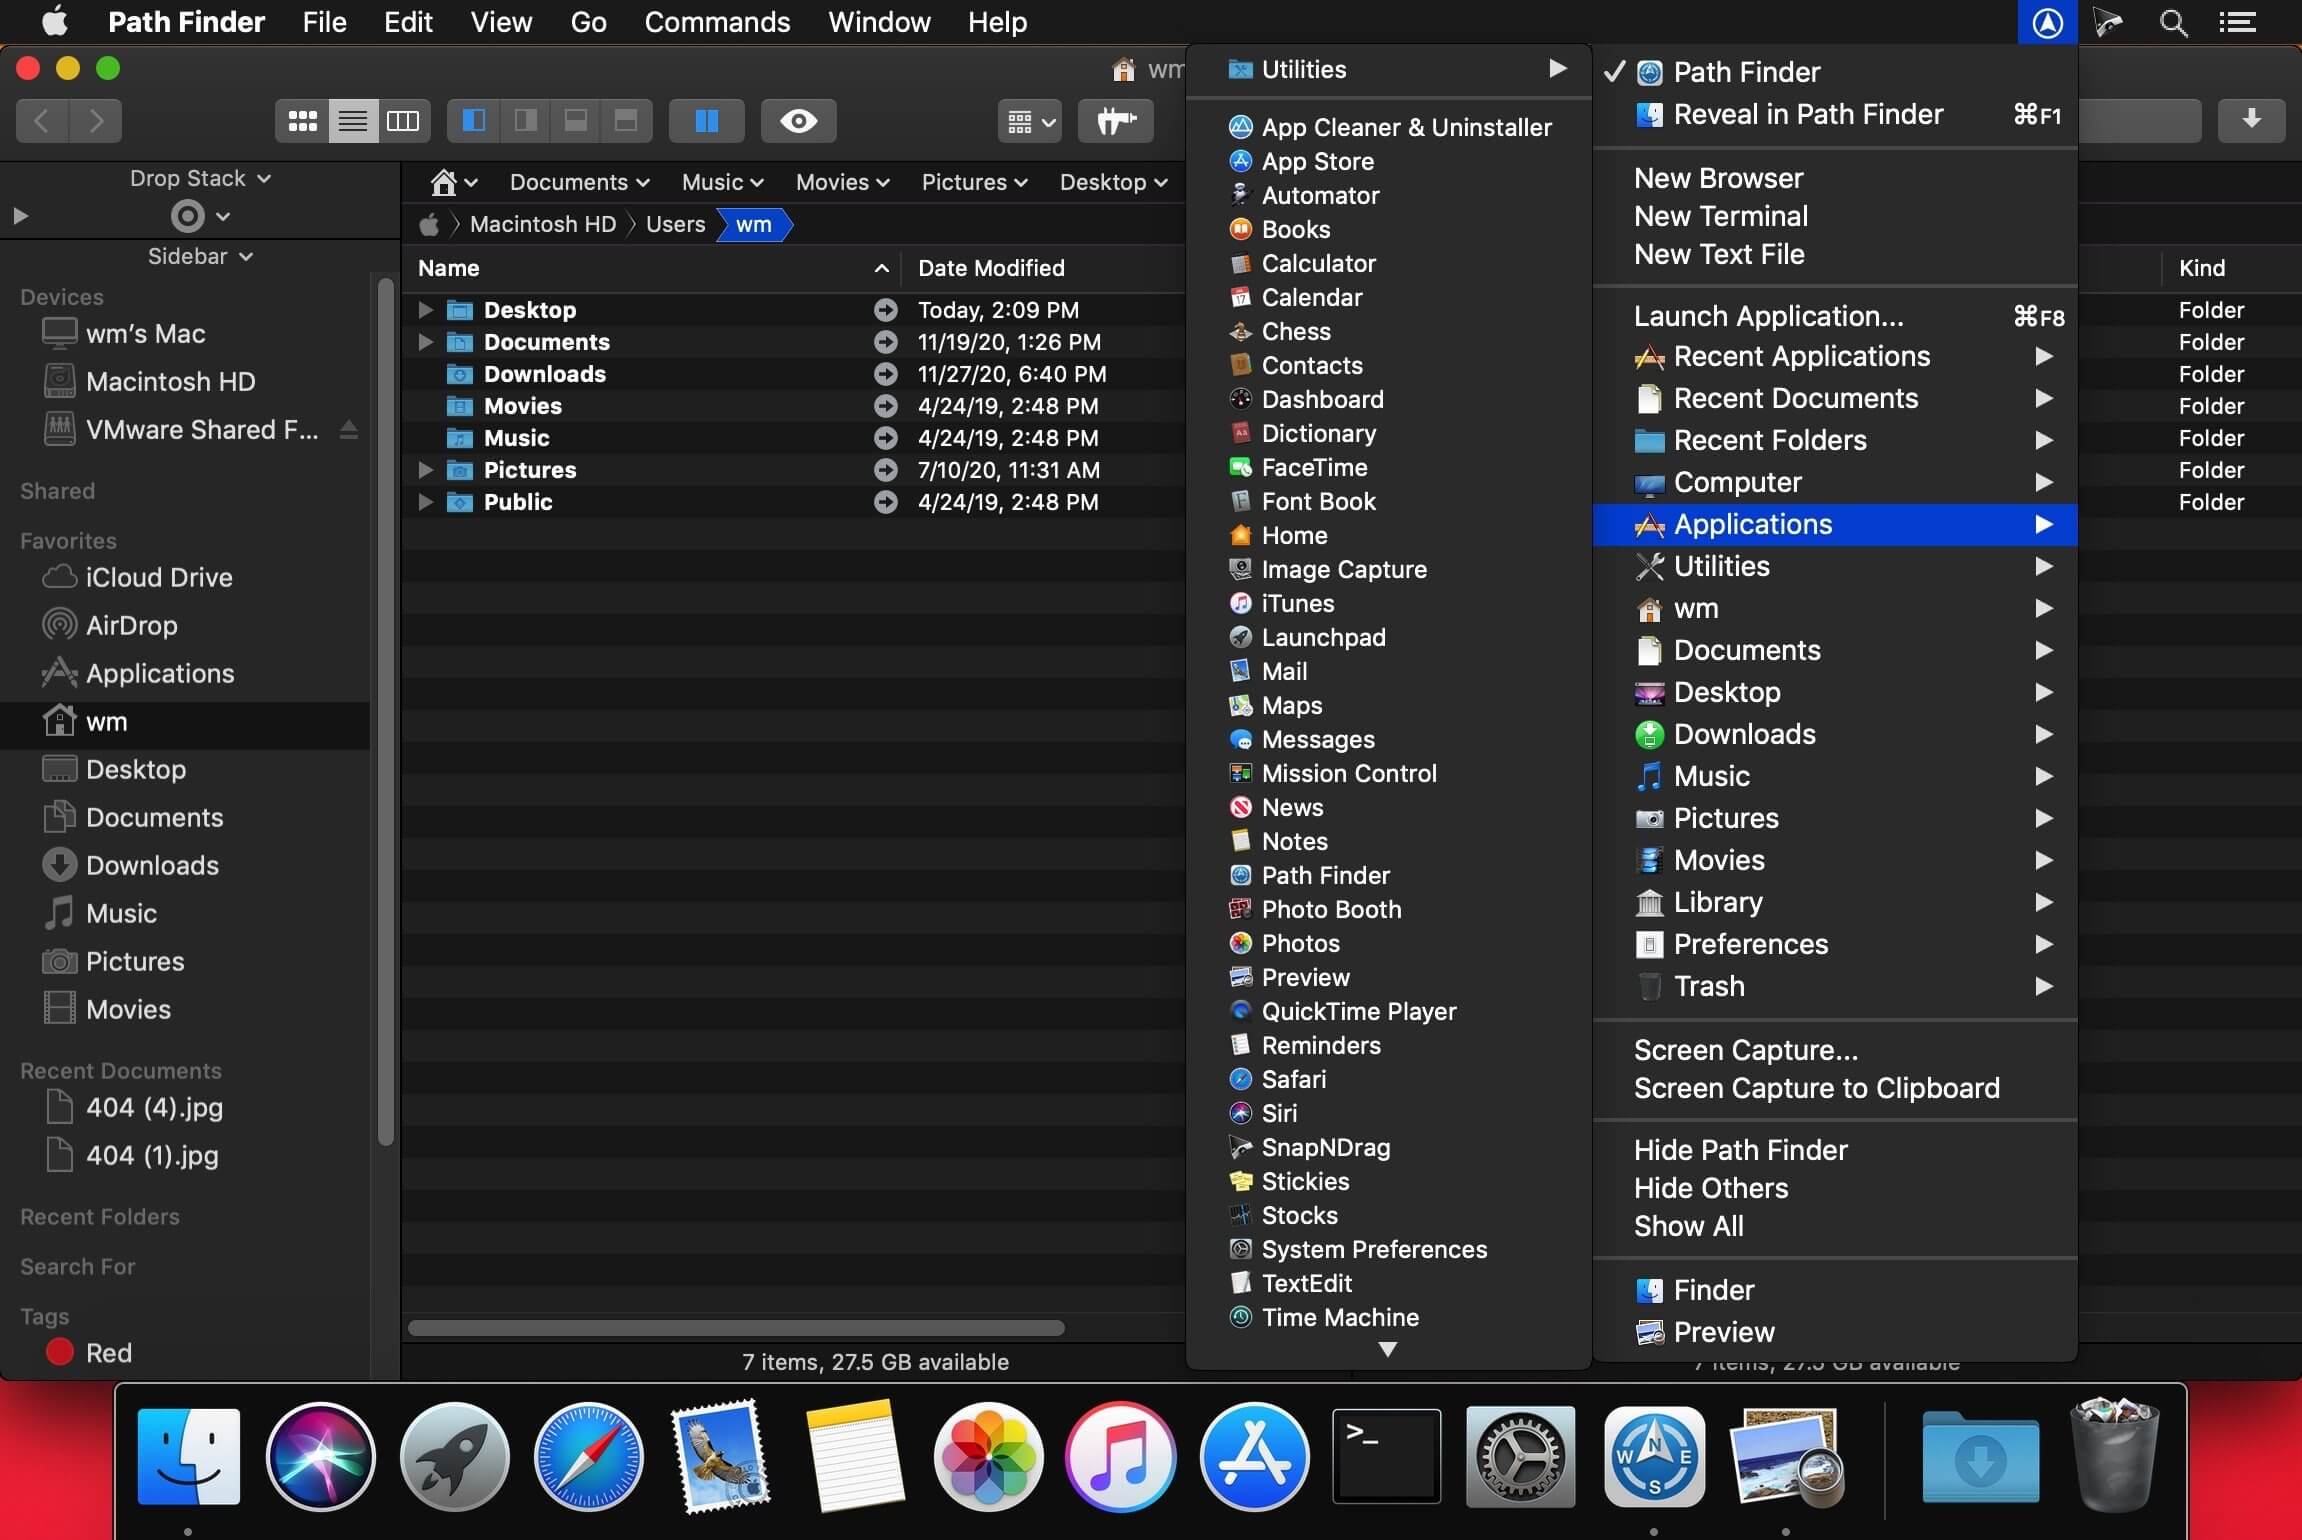 Path Finder File Edit View Go Commands Window Help
wm
Drop Stack
Sidebar
Devices
wm’s Mac
Macintosh HD
VMware Shared F...
Shared
Favorites
iCloud Drive
AirDrop
Applications
wm
Desktop
Documents
Downloads
Music
Pictures
Movies
Recent Documents
404 (4).jpg
404 (1).jpg
Recent Folders
Search For
Tags
Red
Documents Music Movies Pictures Desktop
Macintosh HD Users wm
Name Date Modified
Desktop Today, 2:09 PM
Documents 11/19/20, 1:26 PM
Downloads 11/27/20, 6:40 PM
Movies 4/24/19, 2:48 PM
Music 4/24/19, 2:48 PM
Pictures 7/10/20, 11:31 AM
Public 4/24/19, 2:48 PM
7 items, 27.5 GB available
Utilities
App Cleaner & Uninstaller
App Store
Automator
Books
Calculator
Calendar
Chess
Contacts
Dashboard
Dictionary
FaceTime
Font Book
Home
Image Capture
iTunes
Launchpad
Mail
Maps
Messages
Mission Control
News
Notes
Path Finder
Photo Booth
Photos
Preview
QuickTime Player
Reminders
Safari
Siri
SnapNDrag
Stickies
Stocks
System Preferences
TextEdit
Time Machine
Path Finder
Reveal in Path Finder ⌘F1
New Browser
New Terminal
New Text File
Launch Application... ⌘F8
Recent Applications
Recent Documents
Recent Folders
Computer
Applications
Utilities
wm
Documents
Desktop
Downloads
Music
Pictures
Movies
Library
Preferences
Trash
Screen Capture...
Screen Capture to Clipboard
Hide Path Finder
Hide Others
Show All
Finder
Preview
7 items, 27.5 GB available
Kind
Folder
Folder
Folder
Folder
Folder
Folder
Folder
>_
N
W E
S